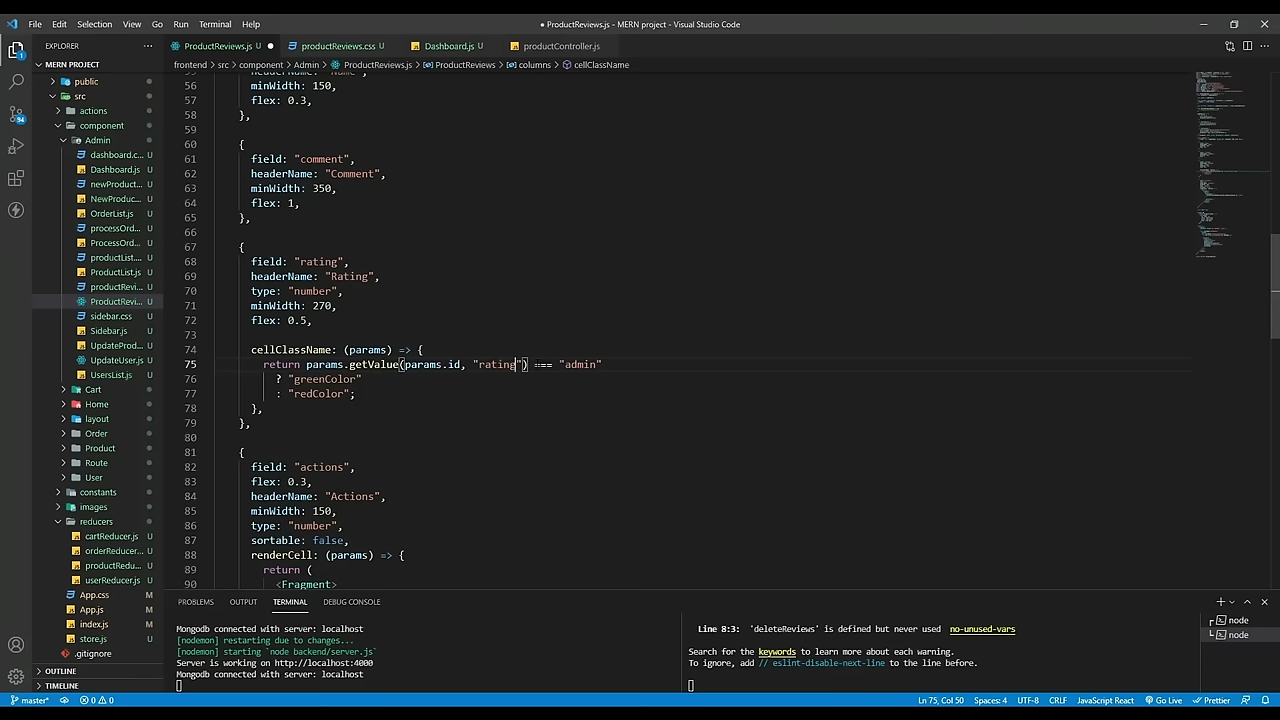 File Edit Selection View Go Run Terminal Help
● ProductReviews.js - MERN project - Visual Studio Code
EXPLORER
ProductReviews.js U
productReviews.css U
Dashboard.js U
productController.js
MERN PROJECT
frontend > src > component > Admin > ProductReviews.js > ProductReviews > columns > cellClassName
public
src
actions
component
Admin
dashboard.c... U
Dashboard.js U
newProduct... U
NewProduc... U
OrderList.js U
processOrd... U
ProcessOrd... U
productList.... U
ProductList.js U
productRevi... U
ProductRevi... U
sidebar.css U
Sidebar.js U
UpdateProd... U
UpdateUser.js U
UsersList.js U
Cart
Home
layout
Order
Product
Route
User
constants
images
reducers
cartReducer.js U
orderReducer... U
productRedu... U
userReducer.js U
App.css M
App.js M
index.js M
store.js U
.gitignore
OUTLINE
TIMELINE
55 headerName: "Name",
56 minWidth: 150,
57 flex: 0.3,
58 },
59
60 {
61 field: "comment",
62 headerName: "Comment",
63 minWidth: 350,
64 flex: 1,
65 },
66
67 {
68 field: "rating",
69 headerName: "Rating",
70 type: "number",
71 minWidth: 270,
72 flex: 0.5,
73
74 cellClassName: (params) => {
75 return params.getValue(params.id, "rating") === "admin"
76 ? "greenColor"
77 : "redColor";
78 },
79 },
80
81 {
82 field: "actions",
83 flex: 0.3,
84 headerName: "Actions",
85 minWidth: 150,
86 type: "number",
87 sortable: false,
88 renderCell: (params) => {
89 return (
90 <Fragment>
PROBLEMS OUTPUT TERMINAL DEBUG CONSOLE
Mongodb connected with server: localhost
[nodemon] restarting due to changes...
[nodemon] starting `node backend/server.js`
Server is working on http://localhost:4000
Mongodb connected with server: localhost
Line 8:3: 'deleteReviews' is defined but never used no-unused-vars
Search for the keywords to learn more about each warning.
To ignore, add // eslint-disable-next-line to the line before.
node
node
master* 0 0
Ln 75, Col 50 Spaces: 4 UTF-8 CRLF JavaScript React Go Live Prettier